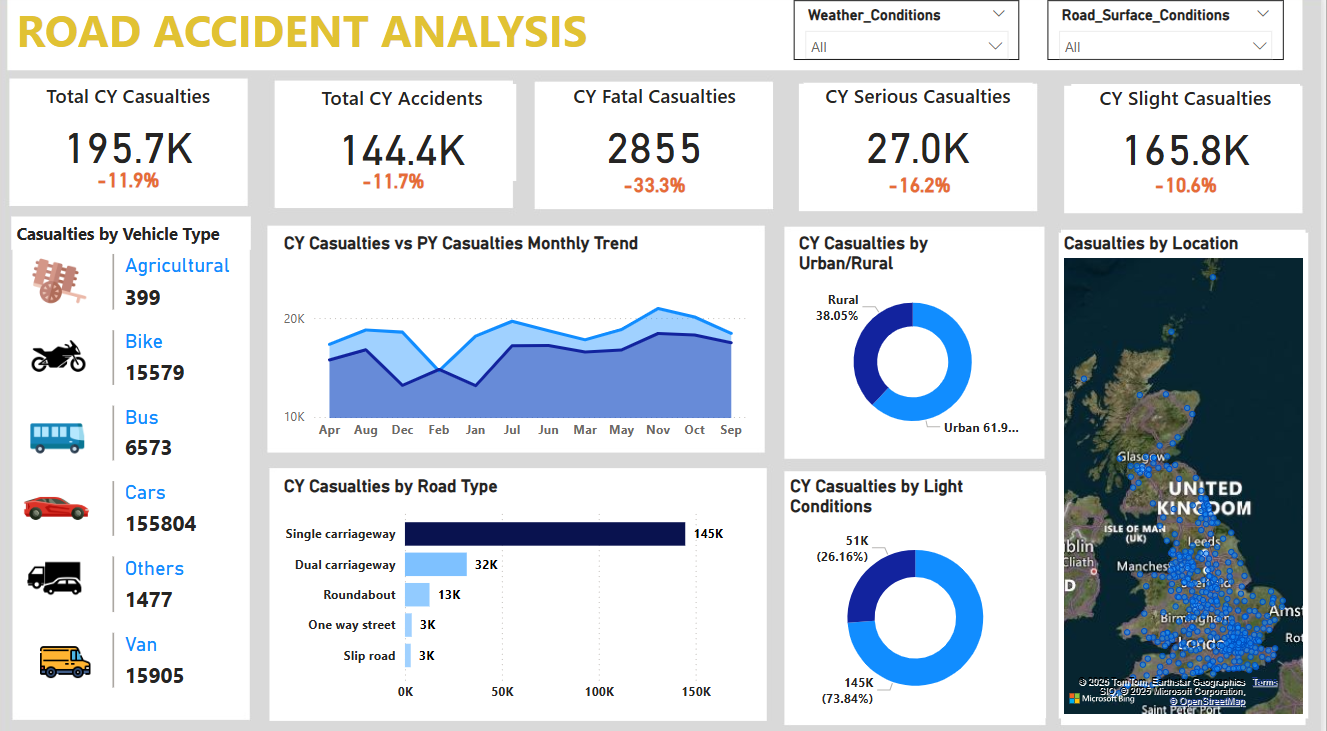 ROAD ACCIDENT ANALYSIS
Weather_Conditions
All
Road_Surface_Conditions
All
Total CY Casualties
195.7K
-11.9%
Total CY Accidents
144.4K
-11.7%
CY Fatal Casualties
2855
-33.3%
CY Serious Casualties
27.0K
-16.2%
CY Slight Casualties
165.8K
-10.6%
Casualties by Vehicle Type
Agricultural
399
Bike
15579
Bus
6573
Cars
155804
Others
1477
Van
15905
CY Casualties vs PY Casualties Monthly Trend
20K
10K
Apr Aug Dec Feb Jan Jul Jun Mar May Nov Oct Sep
CY Casualties by Road Type
Single carriageway 145K
Dual carriageway 32K
Roundabout 13K
One way street 3K
Slip road 3K
0K 50K 100K 150K
CY Casualties by
Urban/Rural
Rural
38.05%
Urban 61.9...
CY Casualties by Light
Conditions
51K
(26.16%)
145K
(73.84%)
Casualties by Location
Glasgow
UNITED
KINGDOM
ISLE OF MAN
(UK)
Leeds
blin
Cliath
Manches
D
Birmingham
Amst
Rot
Londo
© 2025 TomTom, Earthstar Geographics
SIO, © 2025 Microsoft Corporation,
© OpenStreetMap
Terms
Microsoft Bing
Saint Peter Port